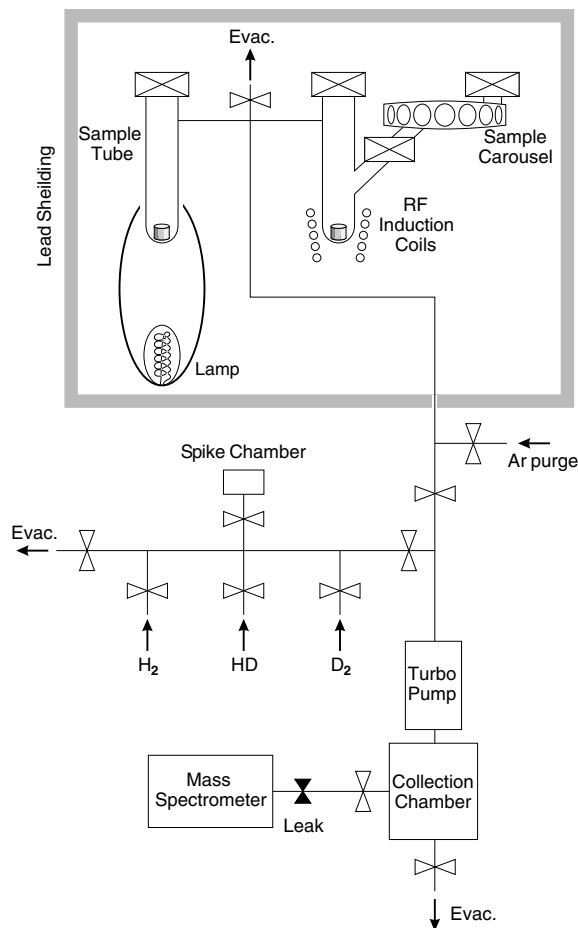 Evac.
Sample
Tube
Sample
Carousel
RF
Induction
Coils
Lead Sheilding
Lamp
Ar purge
Spike Chamber
Evac.
H₂
HD
D₂
Turbo
Pump
Mass
Spectrometer
Leak
Collection
Chamber
Evac.